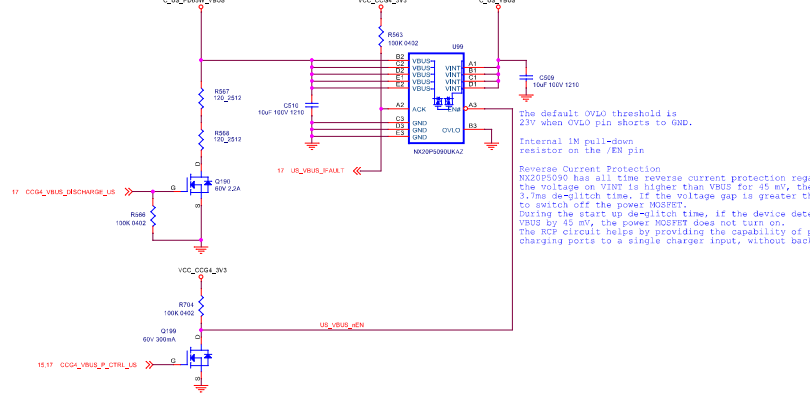 VCC_CCG4_3V3
R563
100K 0402
U99
B2
C2
D2
E1
E2
VBUS
VBUS
VBUS
VBUS
VBUS
VINT
VINT
VINT
VINT
A1
B1
C1
D1
C509
10uF 100V 1210
R567
120_2512
C510
10uF 100V 1210
A2
ACK
EN#
A3
C3
D3
E3
GND
GND
GND
OVLO
B3
NX20P5090UKAZ
R568
120_2512
The default OVLO threshold is
23V when OVLO pin shorts to GND.
Internal 1M pull-down
resistor on the /EN pin
Reverse Current Protection
NX20P5090 has all time reverse current protection rega
the voltage on VINT is higher than VBUS for 45 mV, the
3.7ms de-glitch time. If the voltage gap is greater th
to switch off the power MOSFET.
During the start up de-glitch time, if the device dete
VBUS by 45 mV, the power MOSFET does not turn on.
The RCP circuit helps by providing the capability of p
charging ports to a single charger input, without bac
17 US_VBUS_IFAULT
D
Q190
60V 2.2A
17 CCG4_VBUS_DISCHARGE_US
G
S
R566
100K 0402
VCC_CCG4_3V3
R704
100K 0402
US_VBUS_nEN
Q199
60V 300mA
D
15,17 CCG4_VBUS_P_CTRL_US
G
S